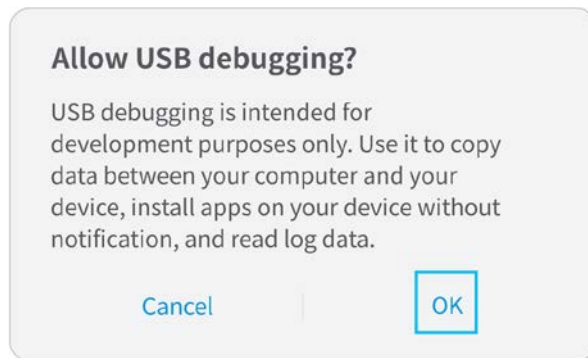 Allow USB debugging?
USB debugging is intended for
development purposes only. Use it to copy
data between your computer and your
device, install apps on your device without
notification, and read log data.
Cancel OK